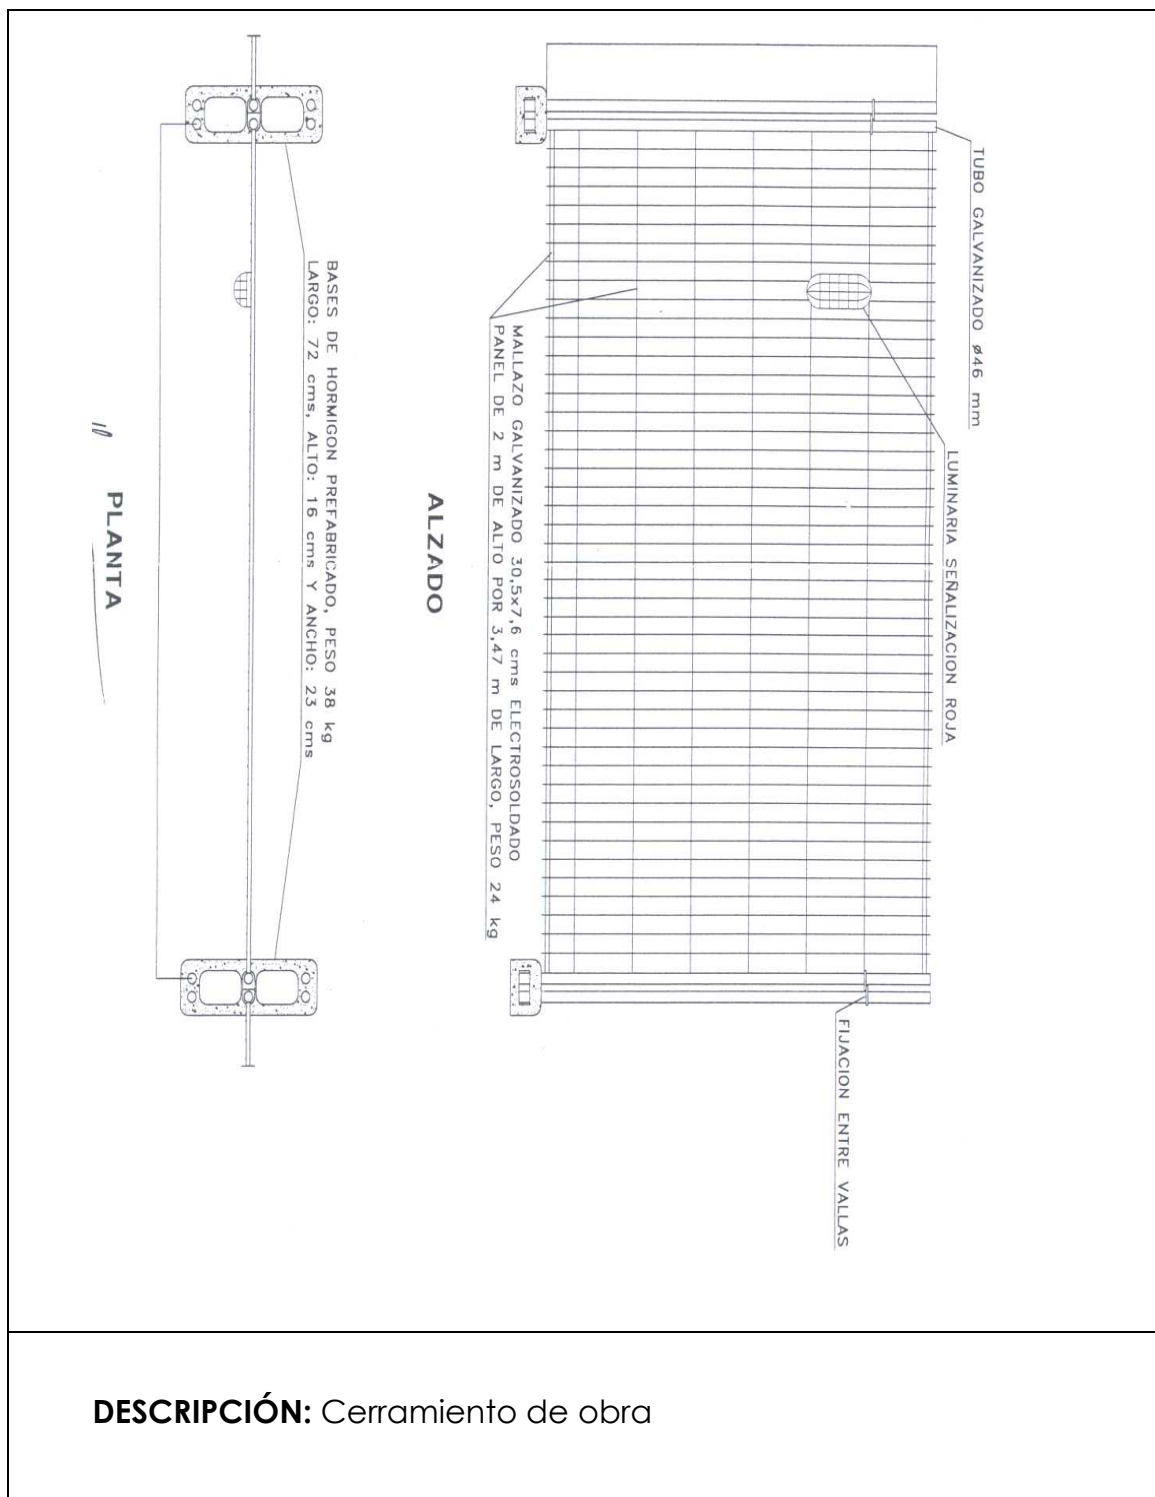 TUBO GALVANIZADO ø46 mm
LUMINARIA SEÑALIZACION ROJA
FIJACION ENTRE VALLAS
MALLAZO GALVANIZADO 30,5x7,6 cms ELECTROSOLDADO
PANEL DE 2 m DE ALTO POR 3,47 m DE LARGO, PESO 24 kg
ALZADO
BASES DE HORMIGON PREFABRICADO, PESO 38 kg
LARGO: 72 cms, ALTO: 16 cms Y ANCHO: 23 cms
PLANTA
DESCRIPCIÓN: Cerramiento de obra